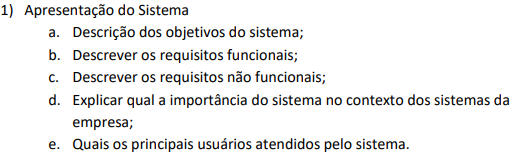 1) Apresentação do Sistema
a. Descrição dos objetivos do sistema;
b. Descrever os requisitos funcionais;
c. Descrever os requisitos não funcionais;
d. Explicar qual a importância do sistema no contexto dos sistemas da
empresa;
e. Quais os principais usuários atendidos pelo sistema.